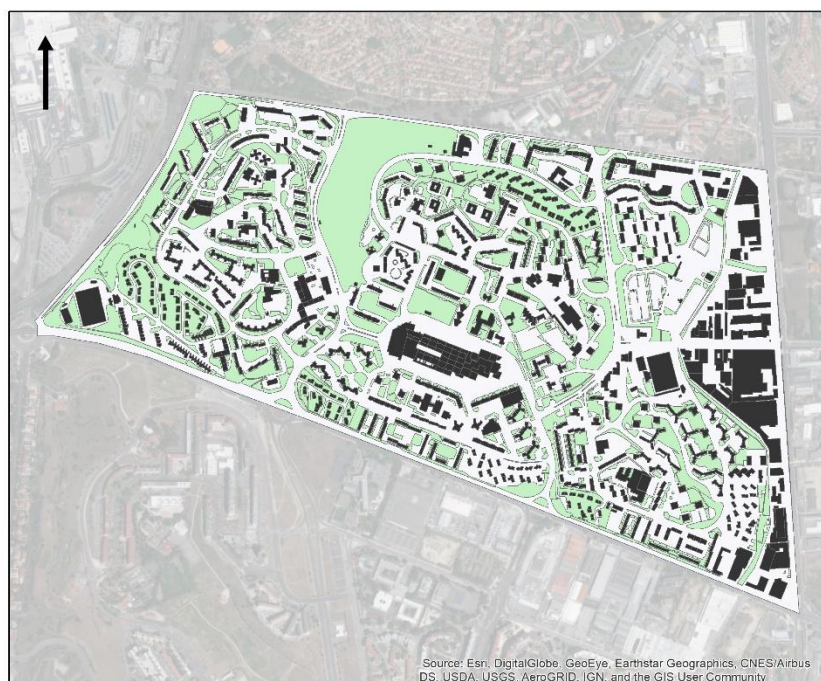 Source: Esri, DigitalGlobe, GeoEye, Earthstar Geographics, CNES/Airbus
DS, USDA, USGS, AeroGRID, IGN, and the GIS User Community